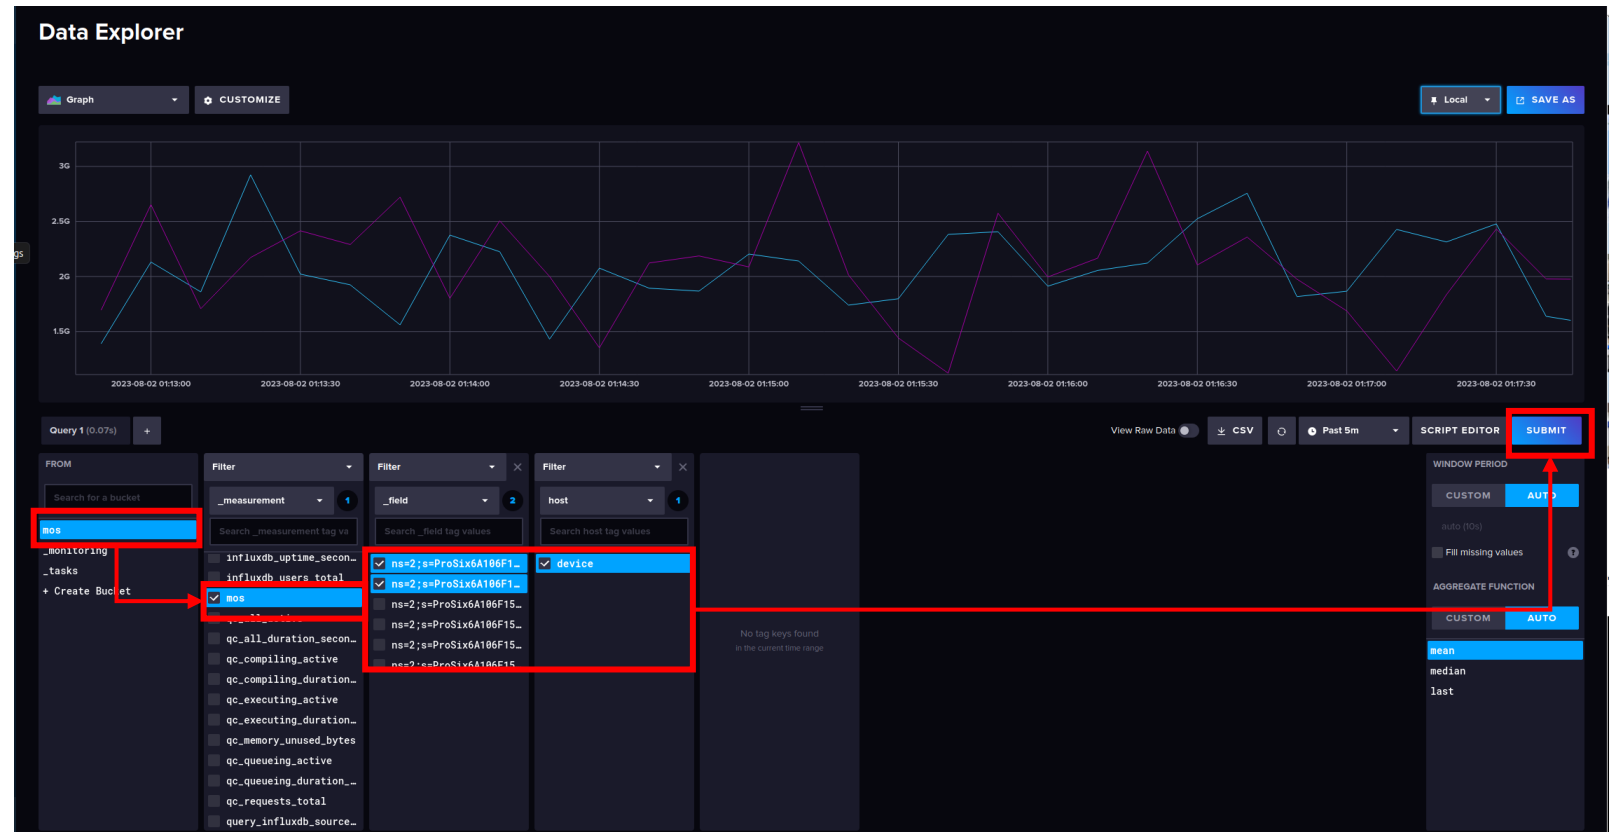 Data Explorer
Graph
CUSTOMIZE
Local
SAVE AS
3G
2.5G
2G
1.5G
gs
2023-08-02 01:13:00
2023-08-02 01:13:30
2023-08-02 01:14:00
2023-08-02 01:14:30
2023-08-02 01:15:00
2023-08-02 01:15:30
2023-08-02 01:16:00
2023-08-02 01:16:30
2023-08-02 01:17:00
2023-08-02 01:17:30
Query 1 (0.07s)
+
View Raw Data
CSV
Past 5m
SCRIPT EDITOR
SUBMIT
FROM
Search for a bucket
mos
_monitoring
_tasks
+ Create Bucket
Filter
_measurement
1
Search _measurement tag va
influxdb_uptime_secon…
influxdb_users_total
mos
qc_all_duration_secon…
qc_compiling_active
qc_compiling_duration…
qc_executing_active
qc_executing_duration…
qc_memory_unused_bytes
qc_queueing_active
qc_queueing_duration_…
qc_requests_total
query_influxdb_source…
Filter
_field
2
Search _field tag values
ns=2;s=ProSix6A106F1…
ns=2;s=ProSix6A106F1…
ns=2;s=ProSix6A106F15…
ns=2;s=ProSix6A106F15…
ns=2;s=ProSix6A106F15…
ns=2;s=ProSix6A106F15
Filter
host
1
Search host tag values
device
No tag keys found
in the current time range
WINDOW PERIOD
CUSTOM
AUTO
auto (10s)
Fill missing values
?
AGGREGATE FUNCTION
CUSTOM
AUTO
mean
median
last